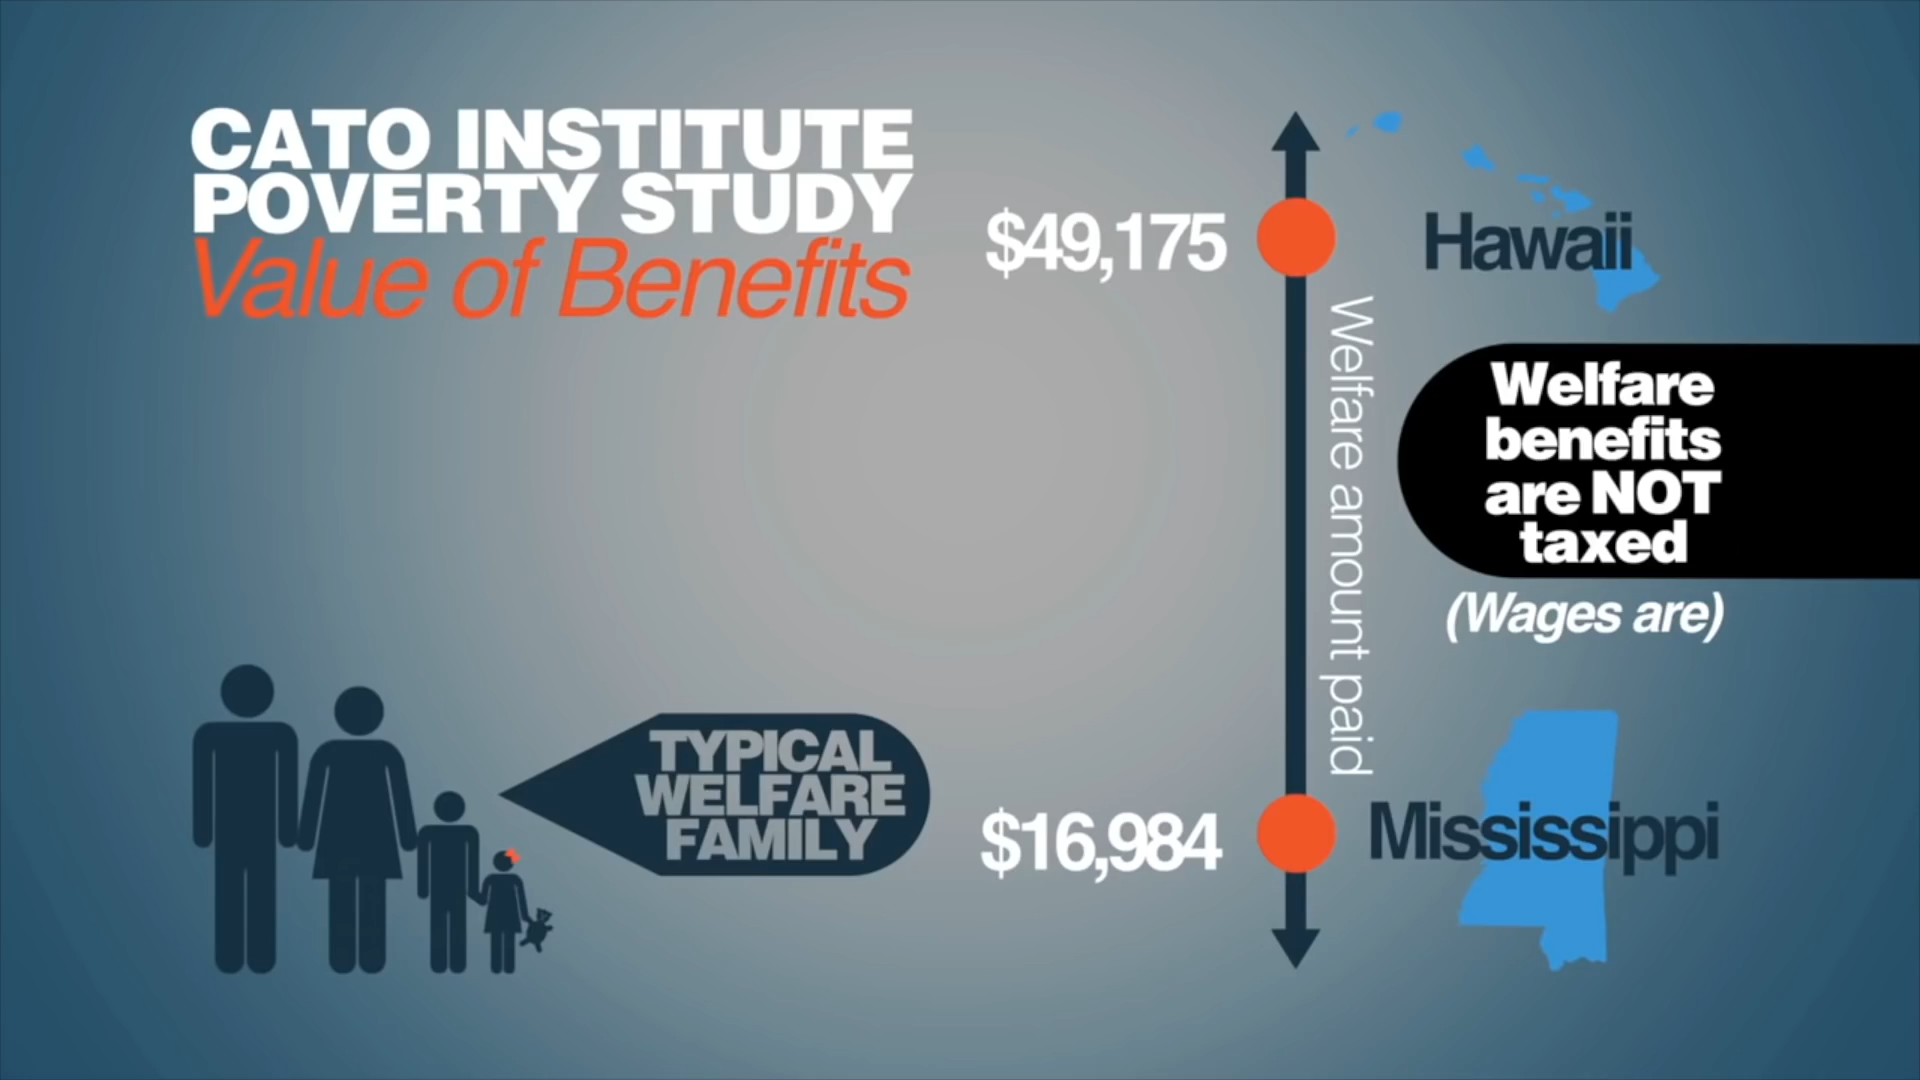 CATO INSTITUTE
POVERTY STUDY
Value of Benefits
$49,175
Hawaii
Welfare amount paid
Welfare
benefits
are NOT
taxed
(Wages are)
TYPICAL
WELFARE
FAMILY
$16,984
Mississippi